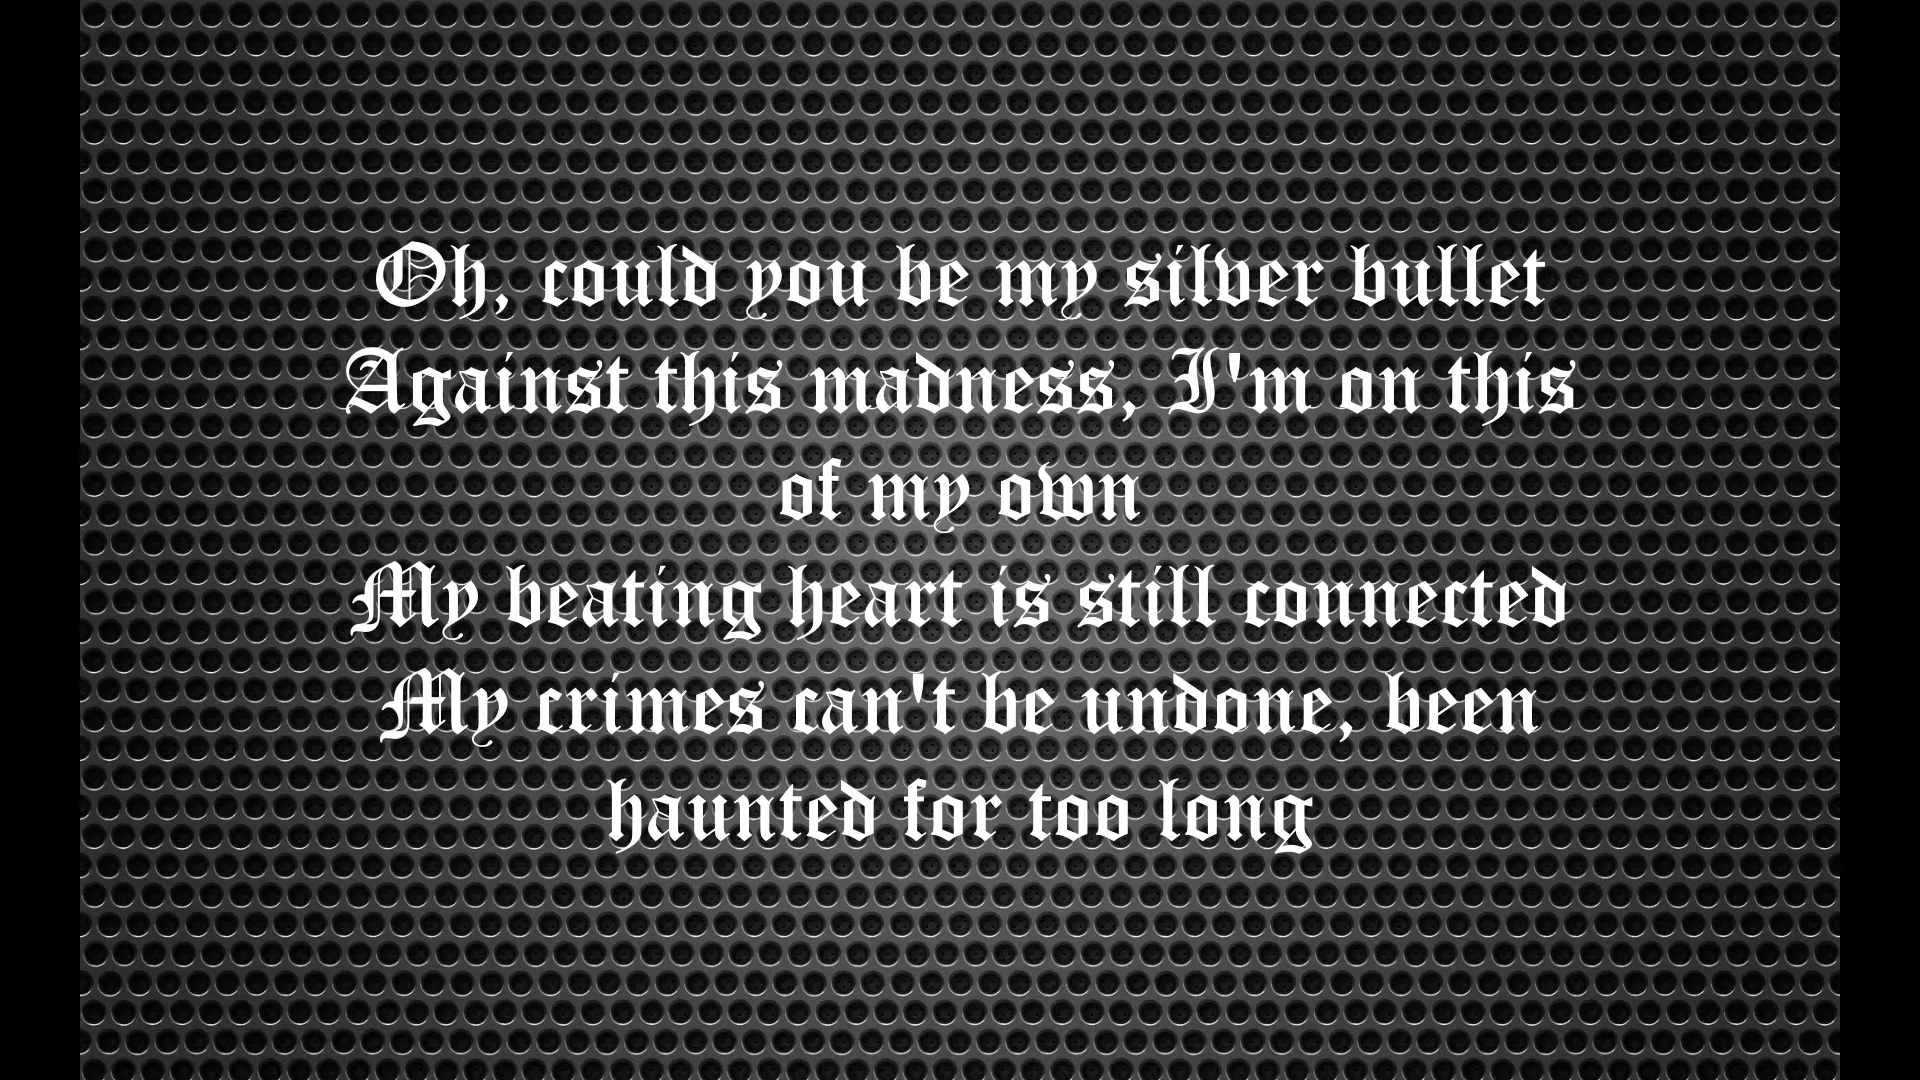 Oh, could you be my silver bullet
Against this madness, I'm on this
of my own
My beating heart is still connected
My crimes can't be undone, been
haunted for too long